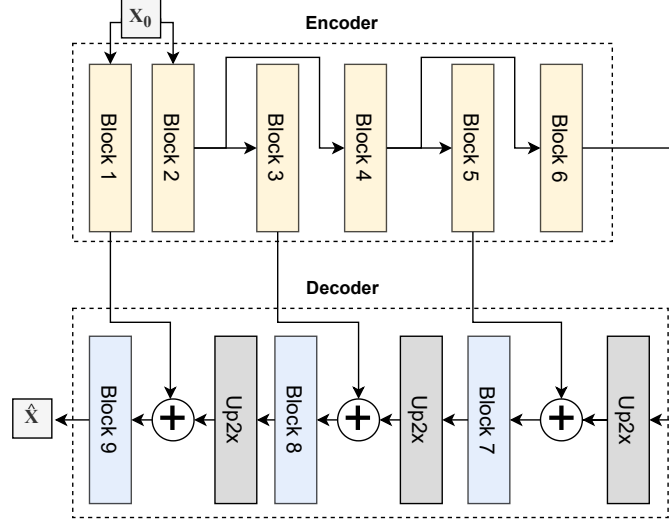 X₀
Encoder
Block 1
Block 2
Block 3
Block 4
Block 5
Block 6
Decoder
X̂
Block 9
+
Up2x
Block 8
+
Up2x
Block 7
+
Up2x